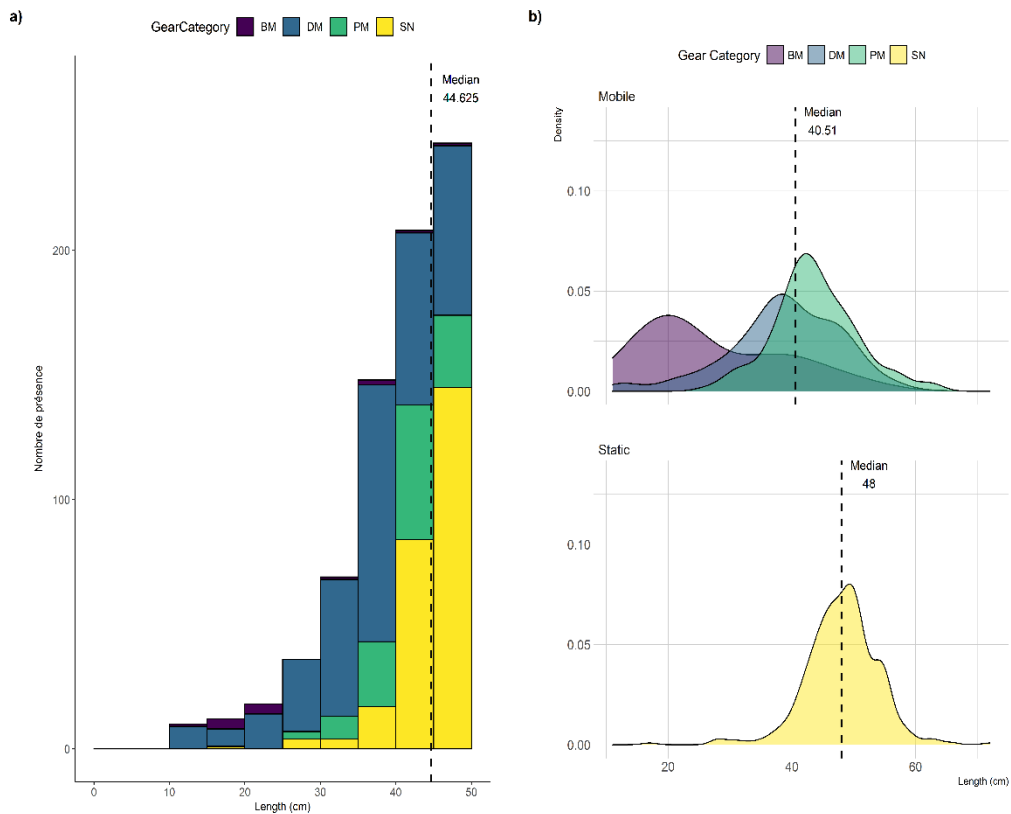 a)
GearCategory BM DM PM SN
Median
44.625
200
100
0
Nombre de présence
0 10 20 30 40 50
Length (cm)
b)
Gear Category BM DM PM SN
Mobile
Density
Median
40.51
0.10
0.05
0.00
Static
Median
48
0.10
0.05
0.00
20 40 60
Length (cm)